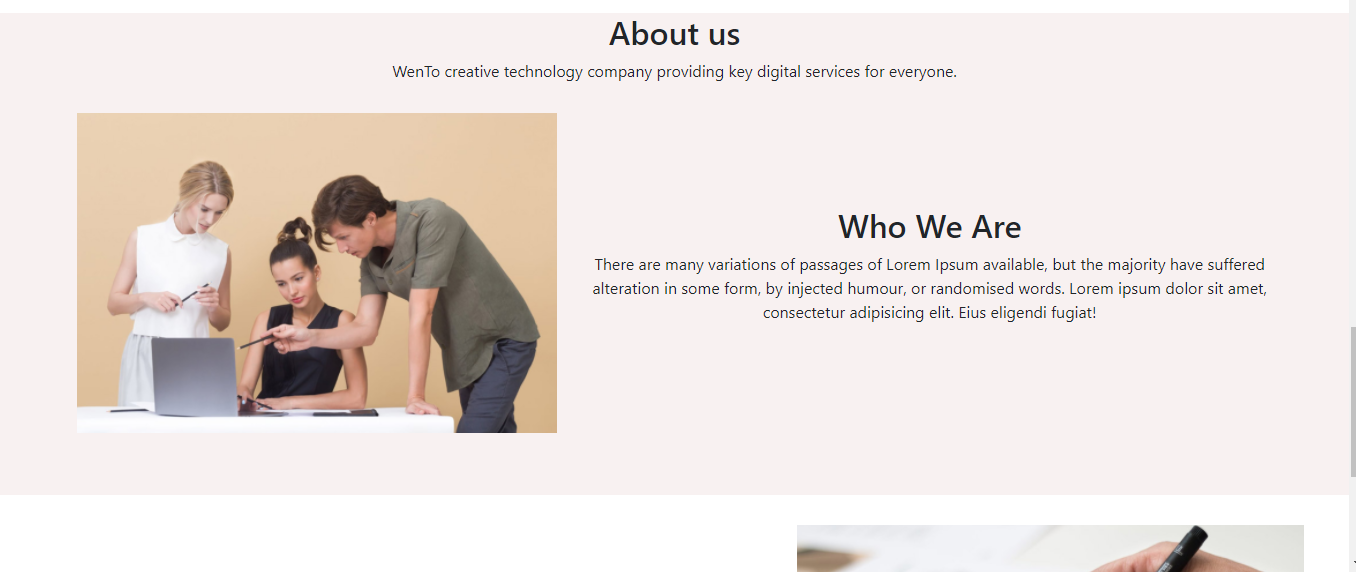 About us
WenTo creative technology company providing key digital services for everyone.
Who We Are
There are many variations of passages of Lorem Ipsum available, but the majority have suffered
alteration in some form, by injected humour, or randomised words. Lorem ipsum dolor sit amet,
consectetur adipisicing elit. Eius eligendi fugiat!